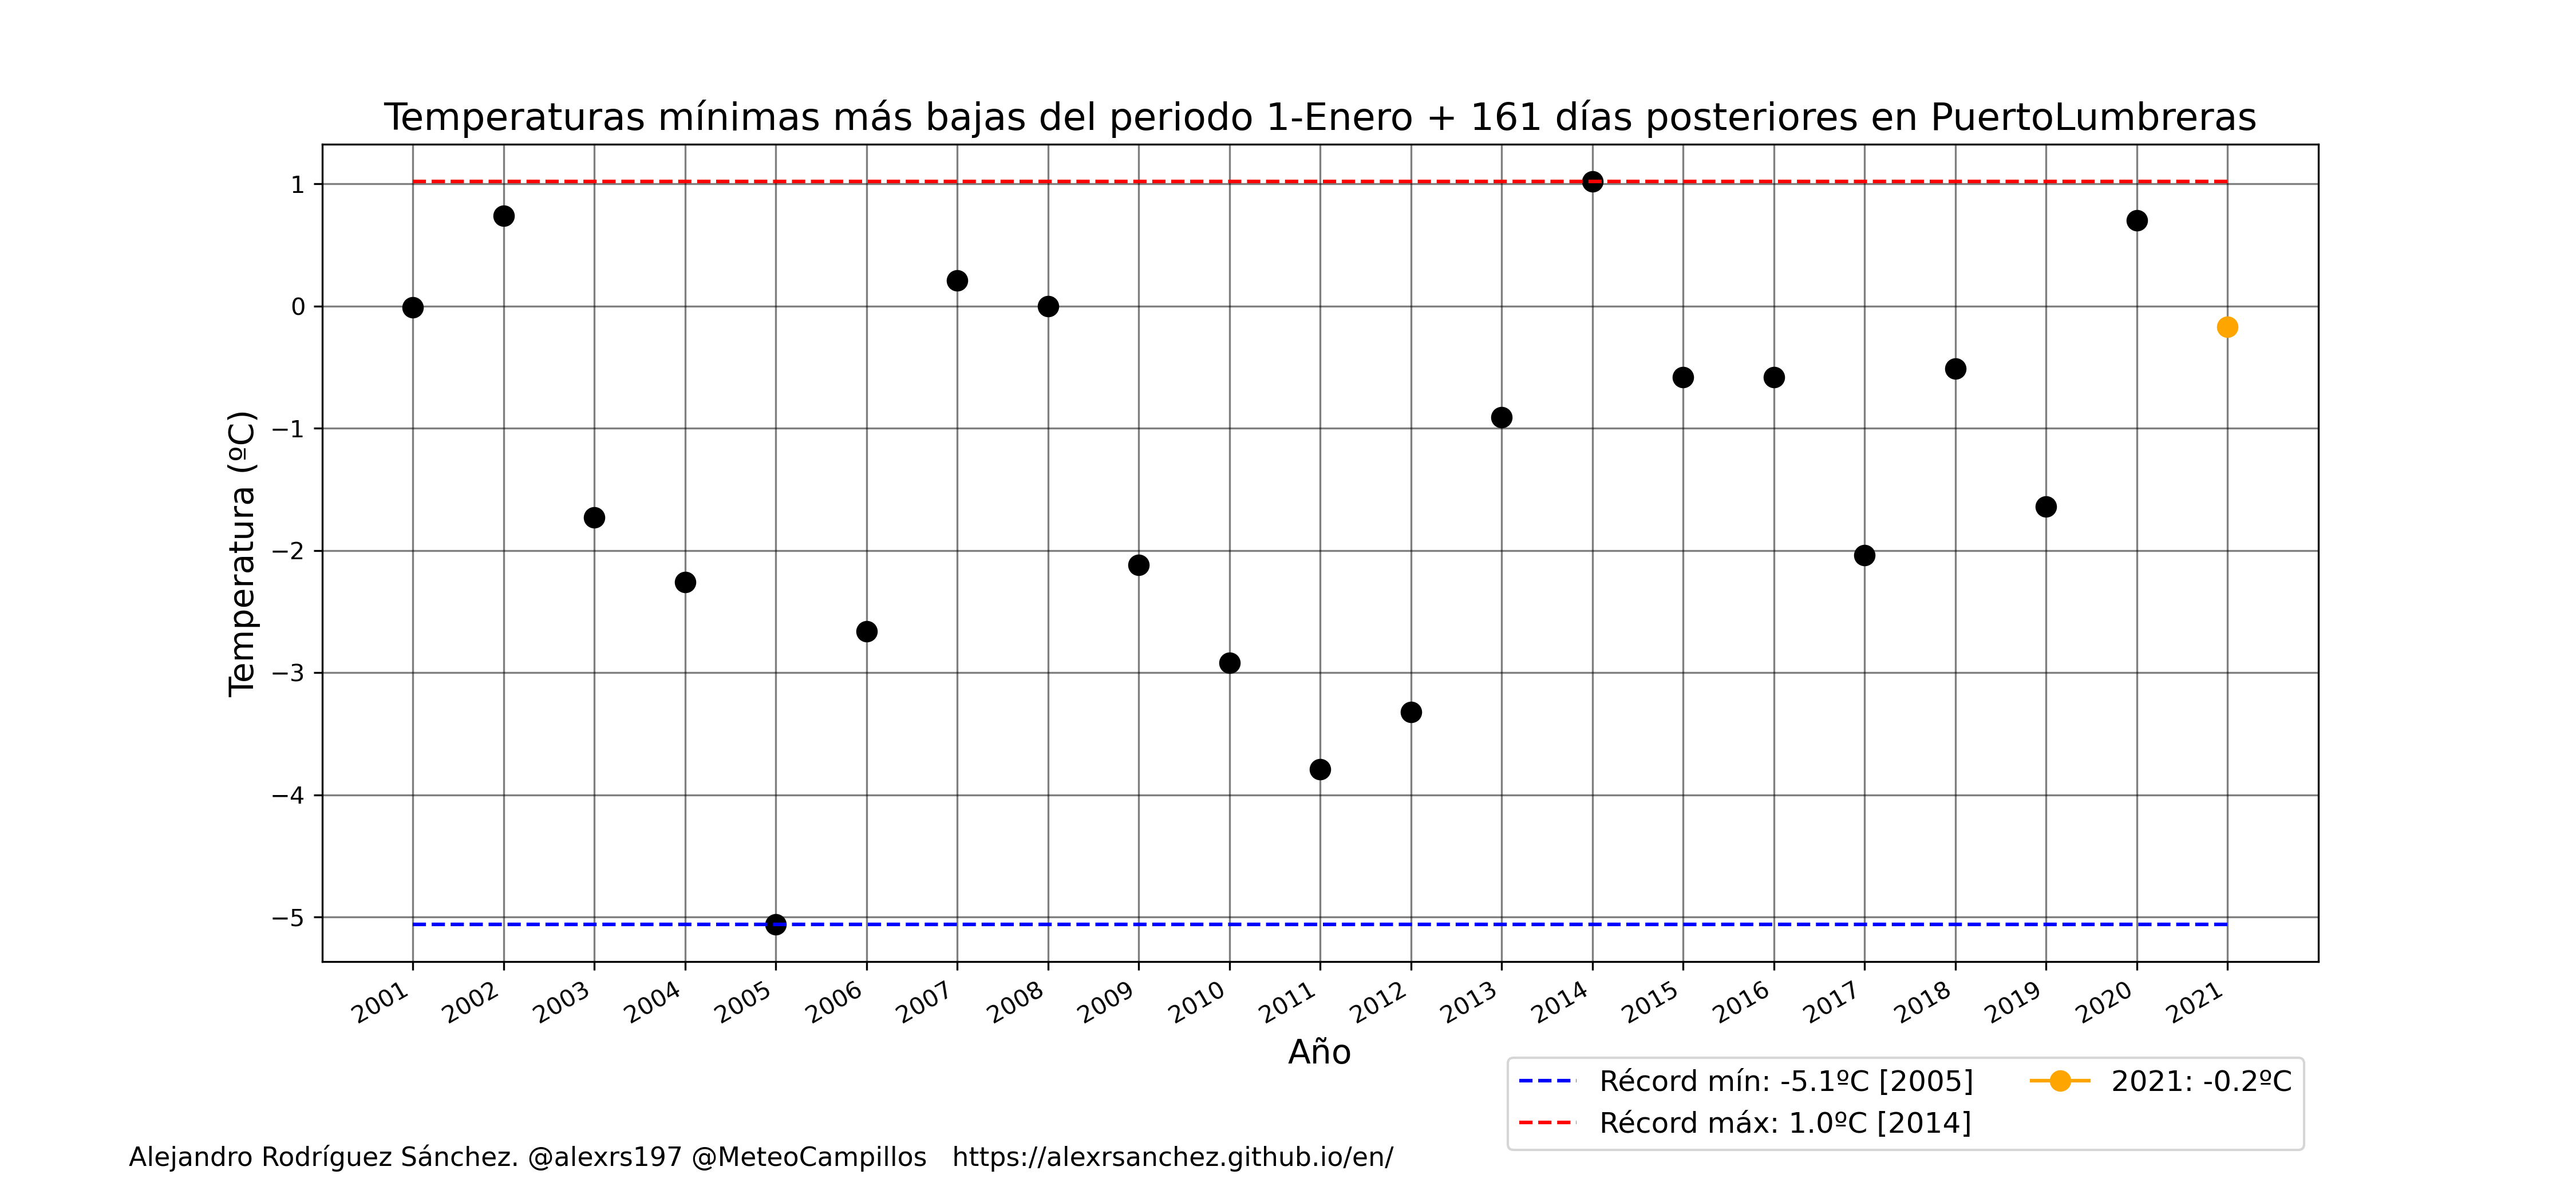 Temperaturas mínimas más bajas del periodo 1-Enero + 161 días posteriores en PuertoLumbreras
Temperatura (ºC)
1
0
−1
−2
−3
−4
−5
2001 2002 2003 2004 2005 2006 2007 2008 2009 2010 2011 2012 2013 2014 2015 2016 2017 2018 2019 2020 2021
Año
Récord mín: -5.1ºC [2005]
Récord máx: 1.0ºC [2014]
2021: -0.2ºC
Alejandro Rodríguez Sánchez. @alexrs197 @MeteoCampillos https://alexrsanchez.github.io/en/